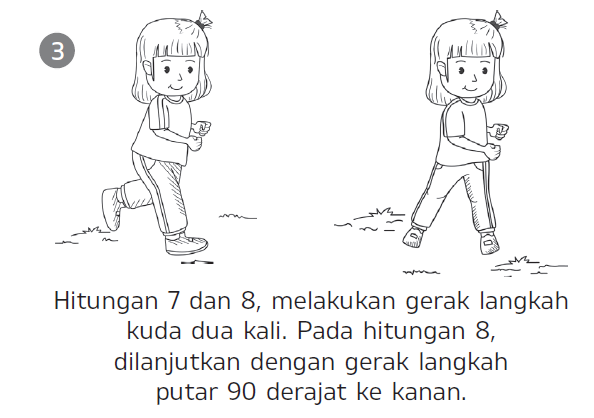 3
Hitungan 7 dan 8, melakukan gerak langkah
kuda dua kali. Pada hitungan 8,
dilanjutkan dengan gerak langkah
putar 90 derajat ke kanan.